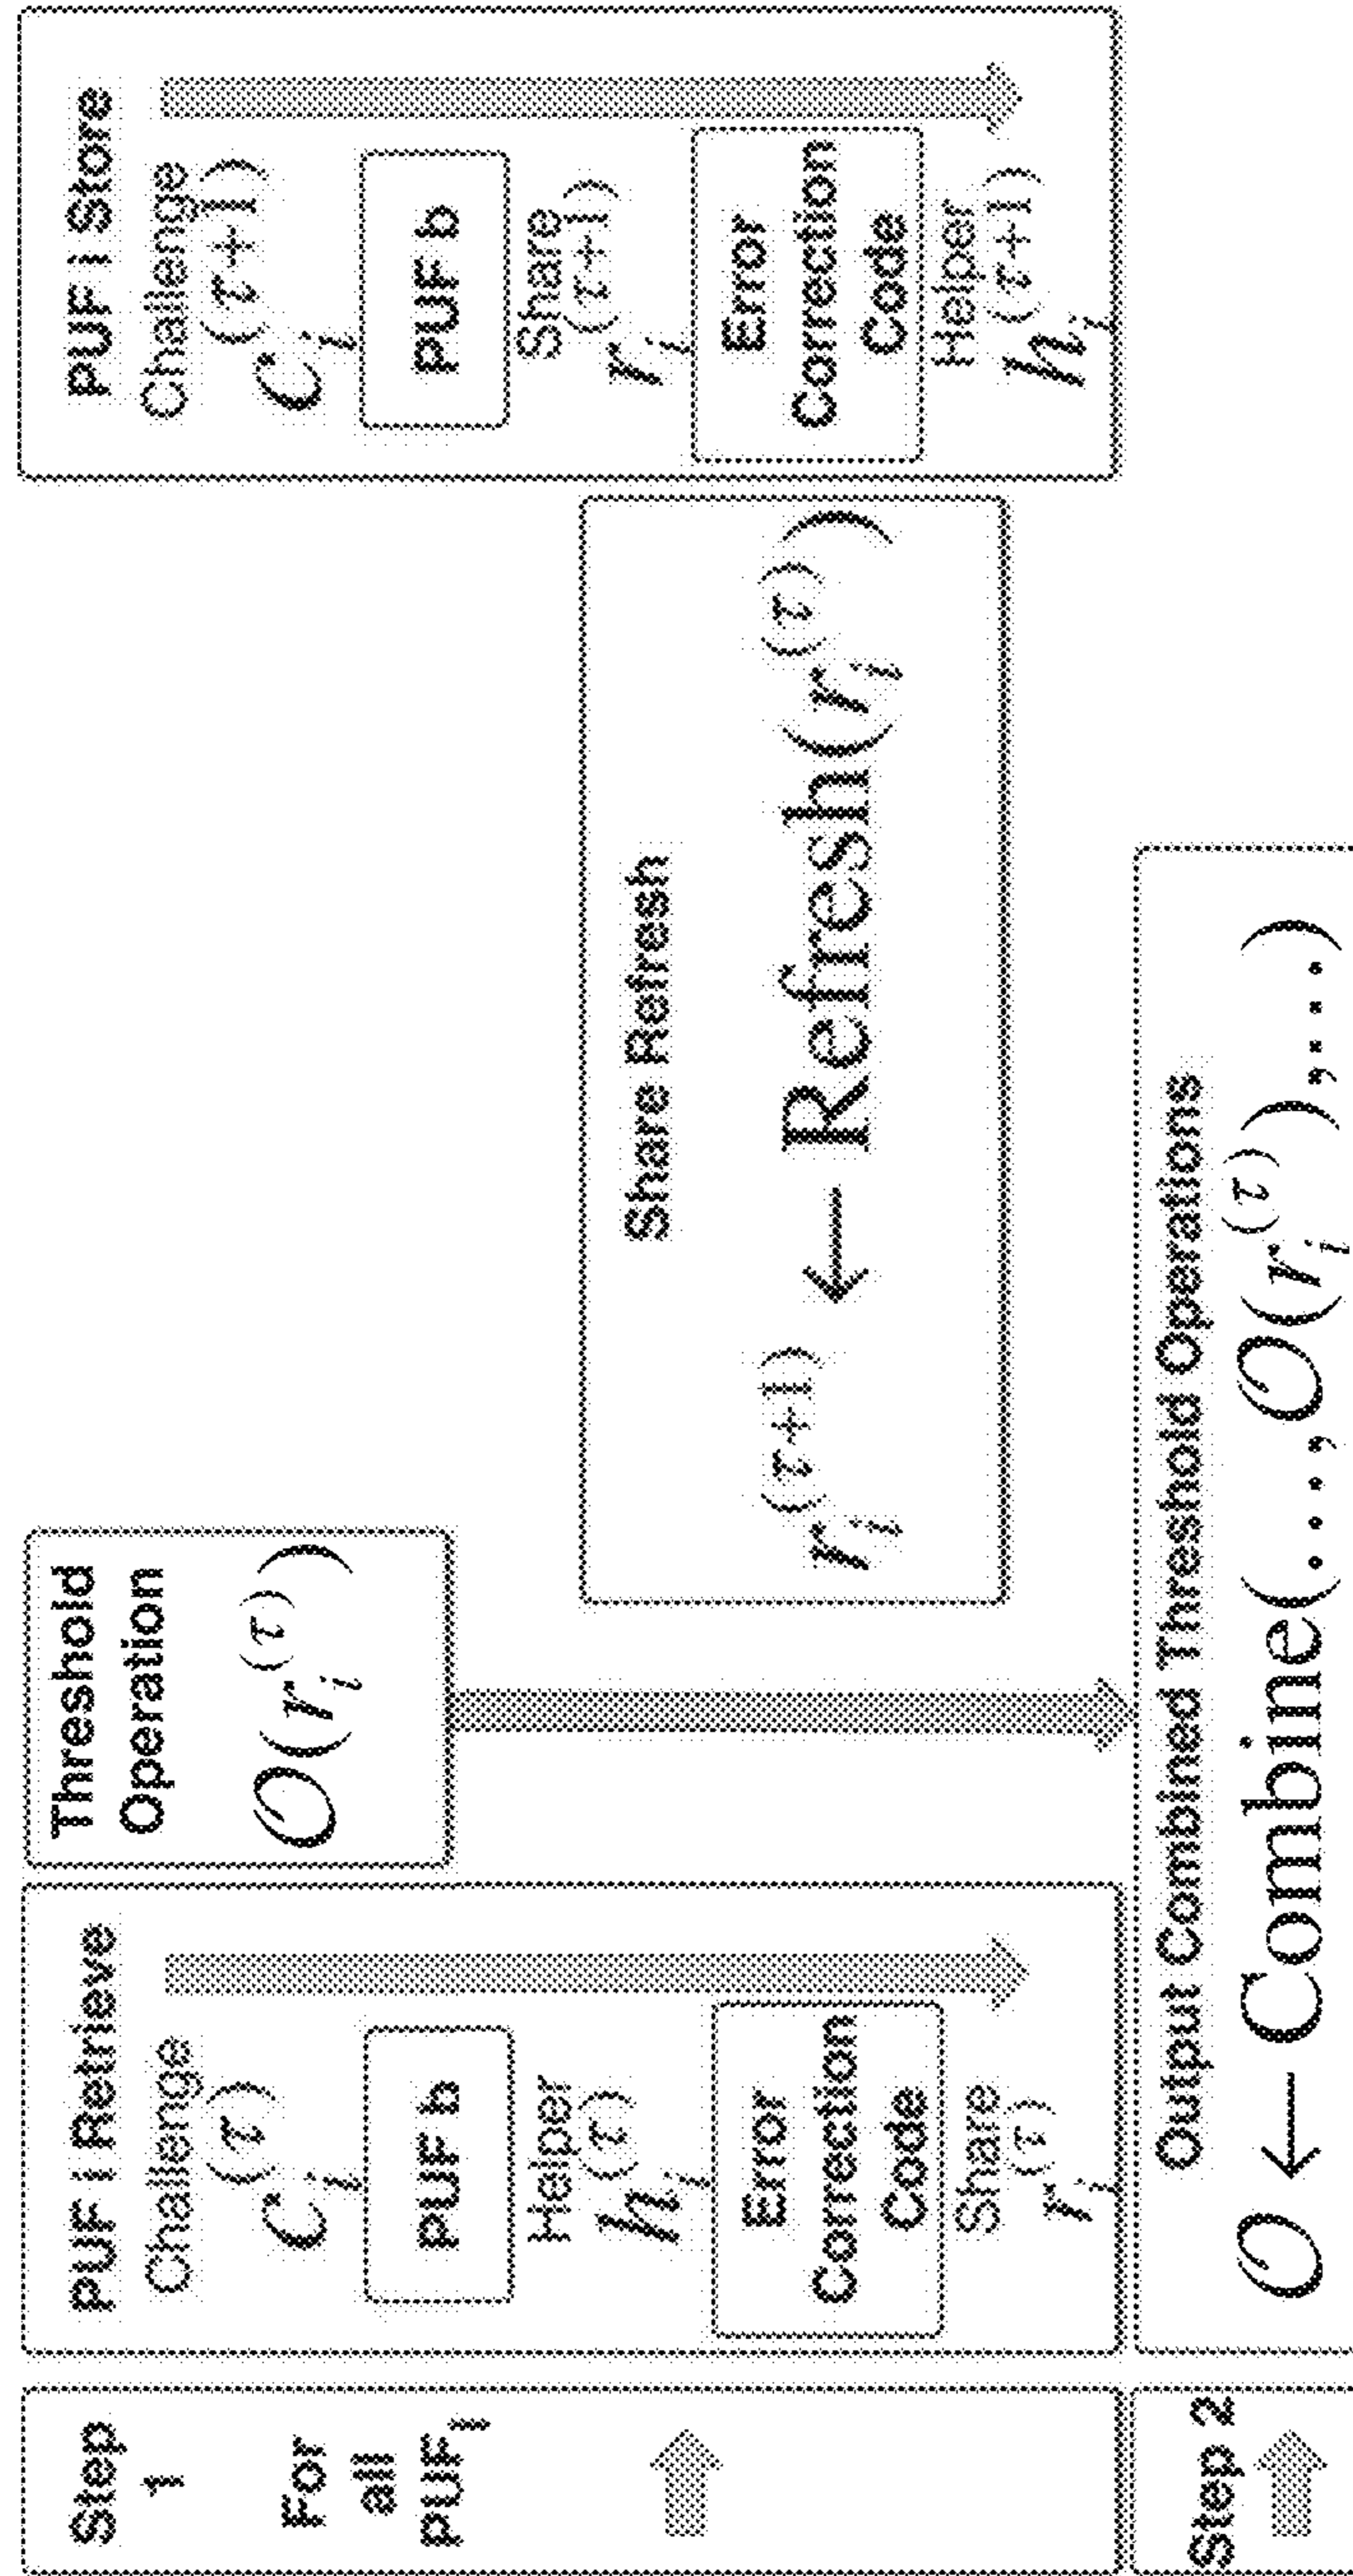 Step
1
For
all
PUF_i
PUF i Retrieve
Challenge
C_i^{(τ)}
PUF b
Helper
h_i^{(τ)}
Error
Correction
Code
Share
r_i^{(τ)}
Threshold
Operation
O(r_i^{(τ)})
Share Refresh
r_i^{(τ+1)} ← Refresh(r_i^{(τ)})
PUF i Store
Challenge
C_i^{(τ+1)}
PUF b
Share
r_i^{(τ+1)}
Error
Correction
Code
Helper
h_i^{(τ+1)}
Step 2
Output Combined Threshold Operations
O ← Combine(...,O(r_i^{(τ)}),...)